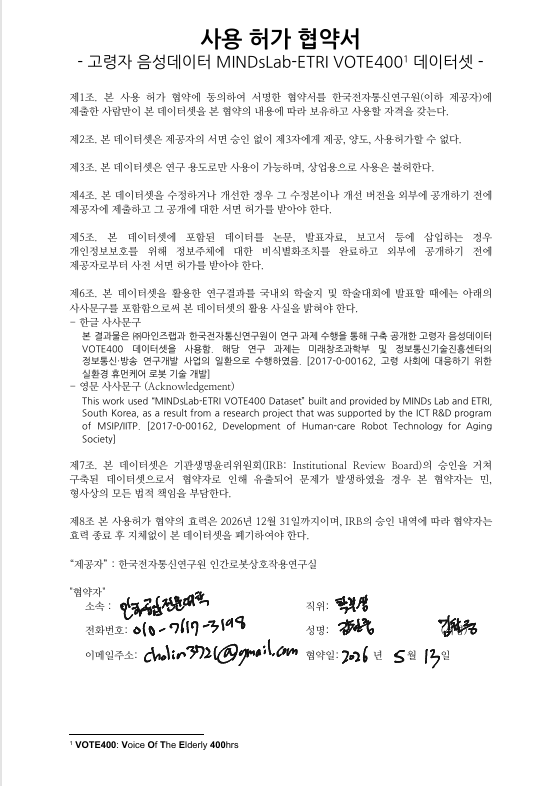 사용 허가 협약서
- 고령자 음성데이터 MINDsLab-ETRI VOTE400¹ 데이터셋 -
제1조. 본 사용 허가 협약에 동의하여 서명한 협약서를 한국전자통신연구원(이하 제공자)에
제출한 사람만이 본 데이터셋을 본 협약의 내용에 따라 보유하고 사용할 자격을 갖는다.
제2조. 본 데이터셋은 제공자의 서면 승인 없이 제3자에게 제공, 양도, 사용허가할 수 없다.
제3조. 본 데이터셋은 연구 용도로만 사용이 가능하며, 상업용으로 사용은 불허한다.
제4조. 본 데이터셋을 수정하거나 개선한 경우 그 수정본이나 개선 버전을 외부에 공개하기 전에
제공자에 제출하고 그 공개에 대한 서면 허가를 받아야 한다.
제5조. 본 데이터셋에 포함된 데이터를 논문, 발표자료, 보고서 등에 삽입하는 경우
개인정보보호를 위해 정보주체에 대한 비식별화조치를 완료하고 외부에 공개하기 전에
제공자로부터 사전 서면 허가를 받아야 한다.
제6조. 본 데이터셋을 활용한 연구결과를 국내외 학술지 및 학술대회에 발표할 때에는 아래의
사사문구를 포함함으로써 본 데이터셋의 활용 사실을 밝혀야 한다.
- 한글 사사문구
본 결과물은 ㈜마인즈랩과 한국전자통신연구원이 연구 과제 수행을 통해 구축 공개한 고령자 음성데이터
VOTE400 데이터셋을 사용함. 해당 연구 과제는 미래창조과학부 및 정보통신기술진흥센터의
정보통신·방송 연구개발 사업의 일환으로 수행하였음. [2017-0-00162, 고령 사회에 대응하기 위한
실환경 휴먼케어 로봇 기술 개발]
- 영문 사사문구 (Acknowledgement)
This work used "MINDsLab-ETRI VOTE400 Dataset" built and provided by MINDs Lab and ETRI,
South Korea, as a result from a research project that was supported by the ICT R&D program
of MSIP/IITP. [2017-0-00162, Development of Human-care Robot Technology for Aging
Society]
제7조. 본 데이터셋은 기관생명윤리위원회(IRB: Institutional Review Board)의 승인을 거쳐
구축된 데이터셋으로서 협약자로 인해 유출되어 문제가 발생하였을 경우 본 협약자는 민,
형사상의 모든 법적 책임을 부담한다.
제8조 본 사용허가 협약의 효력은 2026년 12월 31일까지이며, IRB의 승인 내역에 따라 협약자는
효력 종료 후 지체없이 본 데이터셋을 폐기하여야 한다.
"제공자" : 한국전자통신연구원 인간로봇상호작용연구실
"협약자"
소속 : 인하공업전문대학 직위: 학부생
전화번호: 010-7617-3198 성명:
이메일주소: cholin3721@gmail.com 협약일: 2026 년 5 월 13 일
¹ VOTE400: Voice Of The Elderly 400hrs